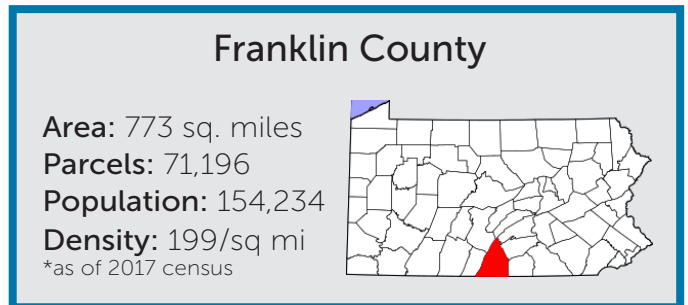 Franklin County
Area: 773 sq. miles
Parcels: 71,196
Population: 154,234
Density: 199/sq mi
*as of 2017 census